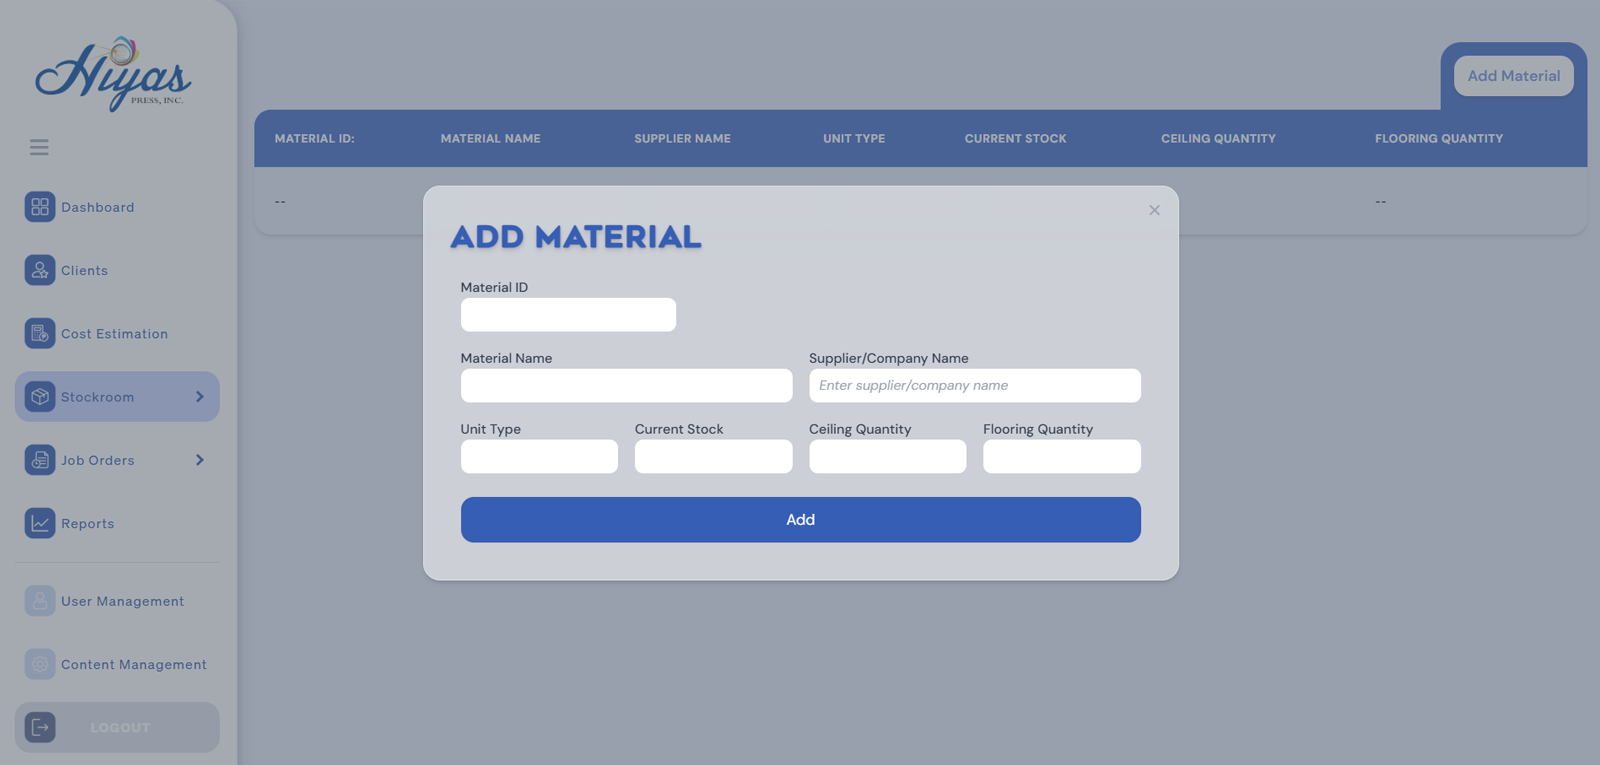 Hiyas
PRESS, INC.
Dashboard
Clients
Cost Estimation
Stockroom
Job Orders
Reports
User Management
Content Management
LOGOUT
Add Material
MATERIAL ID: MATERIAL NAME SUPPLIER NAME UNIT TYPE CURRENT STOCK CEILING QUANTITY FLOORING QUANTITY
-- --
ADD MATERIAL
Material ID
Material Name Supplier/Company Name
Enter supplier/company name
Unit Type Current Stock Ceiling Quantity Flooring Quantity
Add